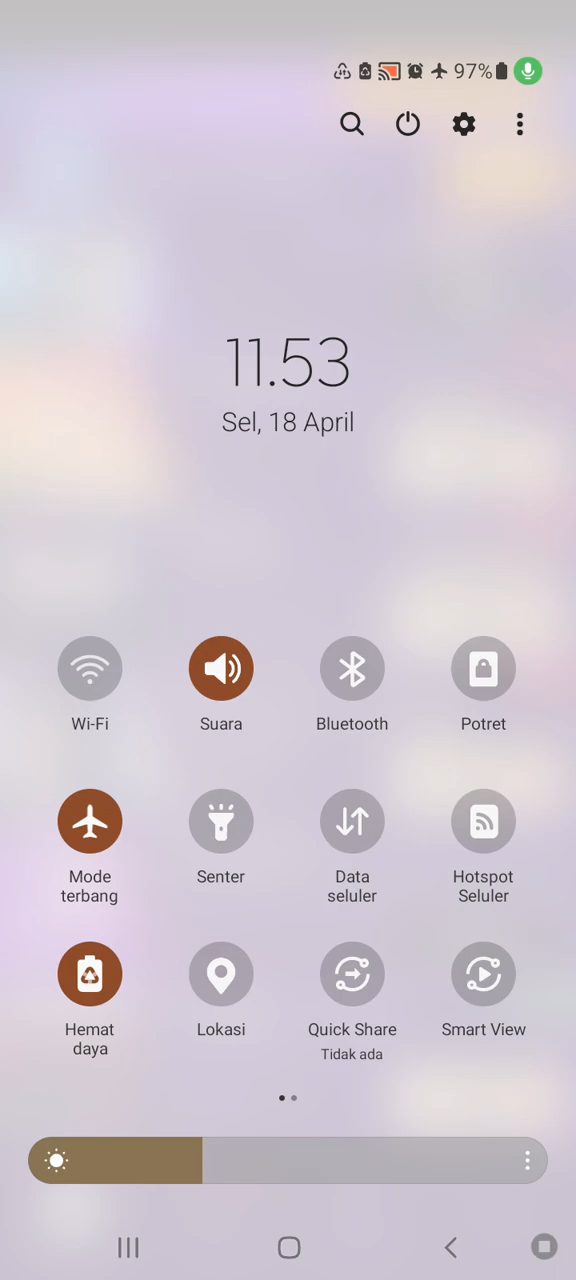 97%
11.53
Sel, 18 April
Wi-Fi
Suara
Bluetooth
Potret
Mode
terbang
Senter
Data
seluler
Hotspot
Seluler
Hemat
daya
Lokasi
Quick Share
Tidak ada
Smart View